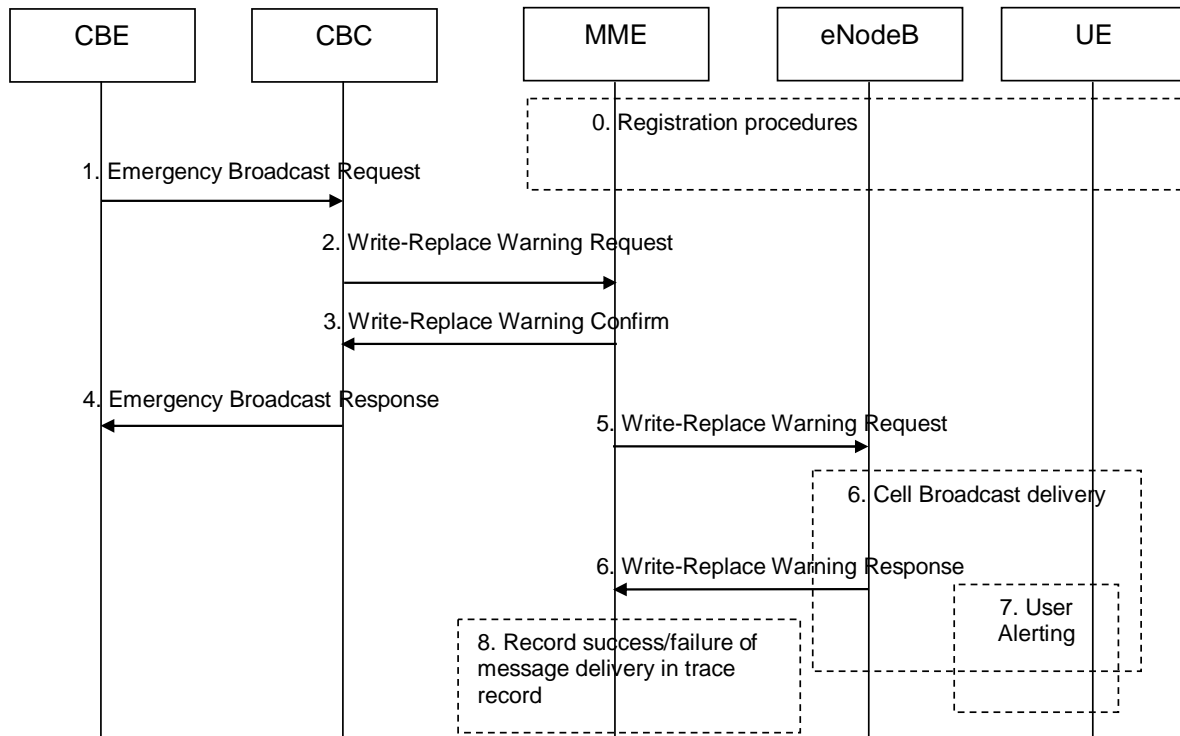 CBE
CBC
MME
eNodeB
UE
0. Registration procedures
1. Emergency Broadcast Request
2. Write-Replace Warning Request
3. Write-Replace Warning Confirm
4. Emergency Broadcast Response
5. Write-Replace Warning Request
6. Cell Broadcast delivery
6. Write-Replace Warning Response
7. User
Alerting
8. Record success/failure of
message delivery in trace
record